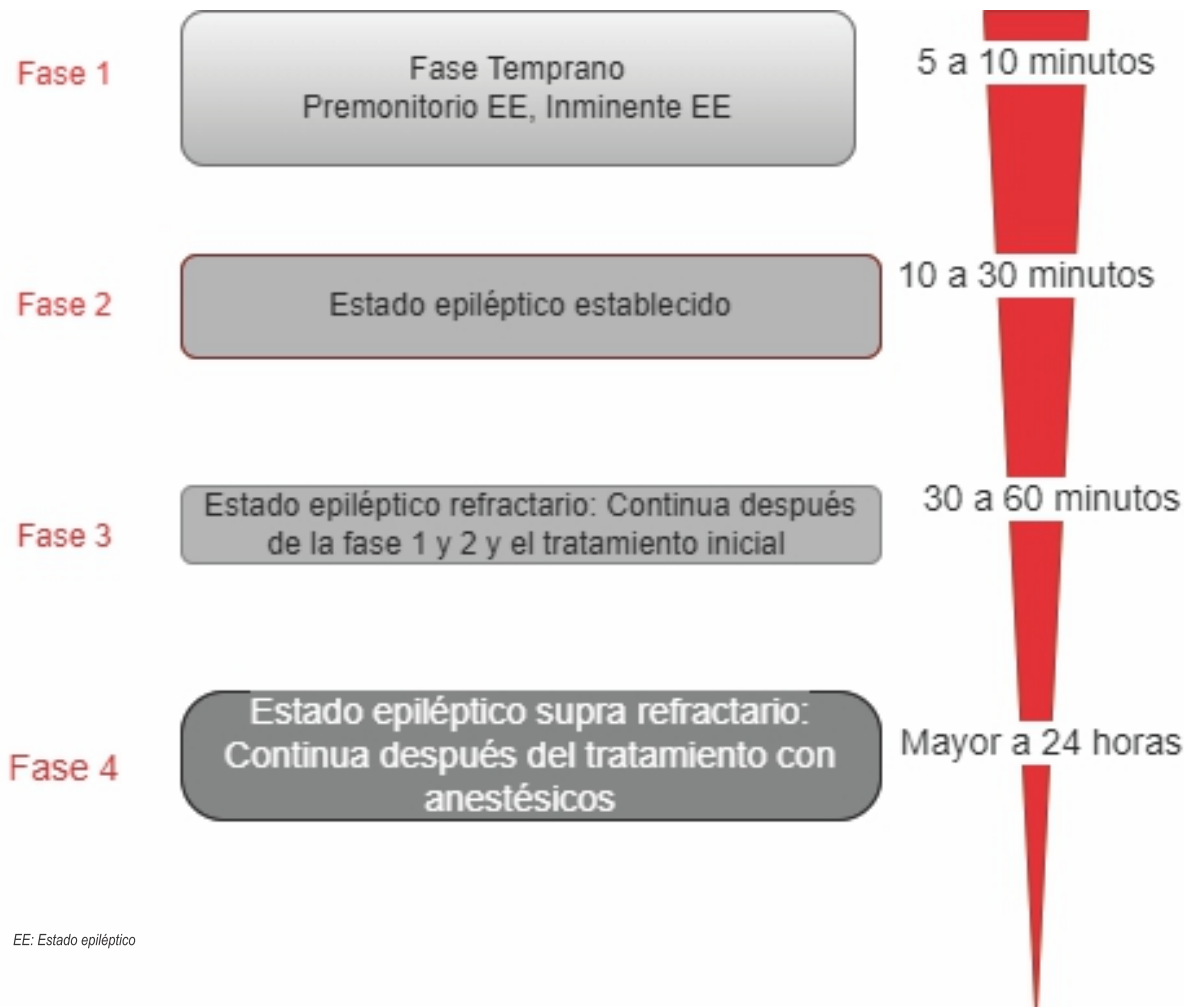 Fase 1
Fase Temprano
Premonitorio EE, Inminente EE
5 a 10 minutos
Fase 2
Estado epiléptico establecido
10 a 30 minutos
Fase 3
Estado epiléptico refractario: Continua después
de la fase 1 y 2 y el tratamiento inicial
30 a 60 minutos
Fase 4
Estado epiléptico supra refractario:
Continua después del tratamiento con
anestésicos
Mayor a 24 horas
EE: Estado epiléptico